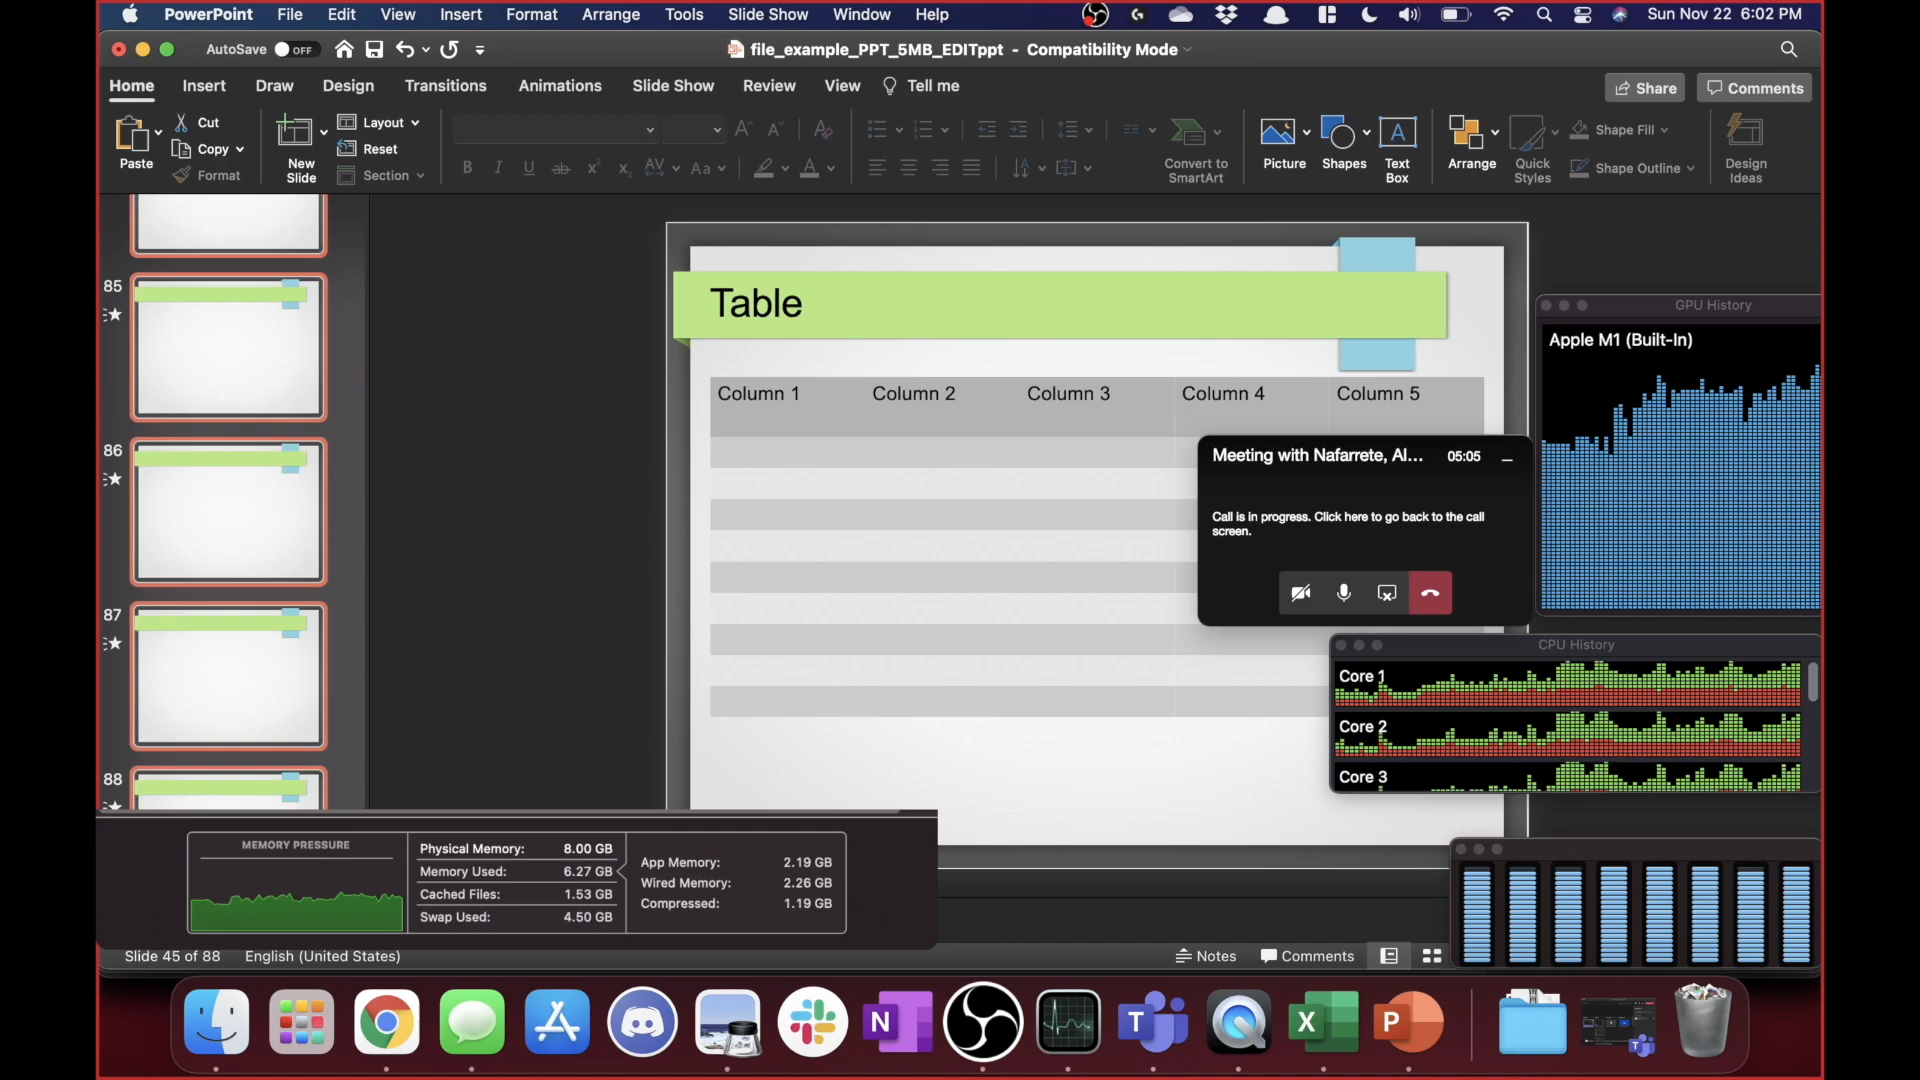 PowerPoint File Edit View Insert Format Arrange Tools Slide Show Window Help Sun Nov 22 6:02 PM
AutoSave OFF file_example_PPT_5MB_EDITppt - Compatibility Mode
Home Insert Draw Design Transitions Animations Slide Show Review View Tell me Share Comments
Paste
Cut
Copy
Format
New
Slide
Layout
Reset
Section
Convert to
SmartArt
Picture
Shapes
Text
Box
Arrange
Quick
Styles
Shape Fill
Shape Outline
Design
Ideas
85
86
87
88
Table
Column 1 Column 2 Column 3 Column 4 Column 5
Meeting with Nafarrete, Al... 05:05
Call is in progress. Click here to go back to the call
screen.
GPU History
Apple M1 (Built-In)
CPU History
Core 1
Core 2
Core 3
MEMORY PRESSURE
Physical Memory: 8.00 GB
Memory Used: 6.27 GB
Cached Files: 1.53 GB
Swap Used: 4.50 GB
App Memory: 2.19 GB
Wired Memory: 2.26 GB
Compressed: 1.19 GB
Slide 45 of 88 English (United States) Notes Comments